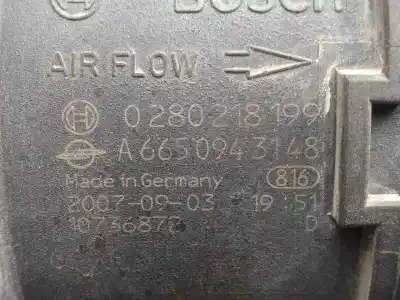 BOSCH
AIR FLOW
0 280 218 199
A 665 094 31 48
Made in Germany 816
2007-09-03 19:51
10736877 D